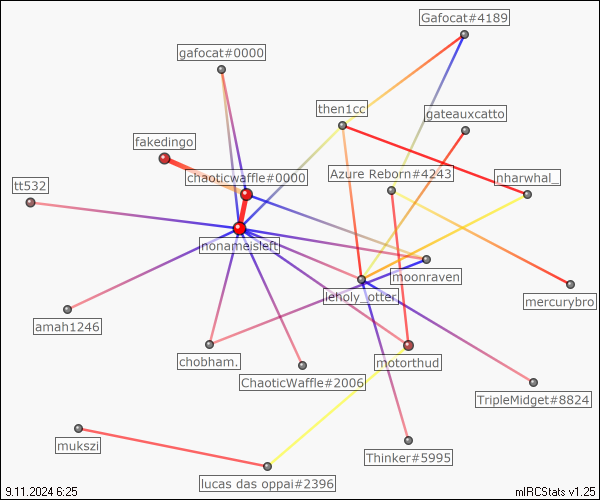 Gafocat#4189
gafocat#0000
then1cc
gateauxcatto
fakedingo
chaoticwaffle#0000
Azure Reborn#4243
nharwhal_
tt532
nonameisleft
moonraven
leholy_otter
mercurybro
amah1246
chobham.
motorthud
ChaoticWaffle#2006
TripleMidget#8824
mukszi
Thinker#5995
lucas das oppai#2396
9.11.2024 6:25
mIRCStats v1.25